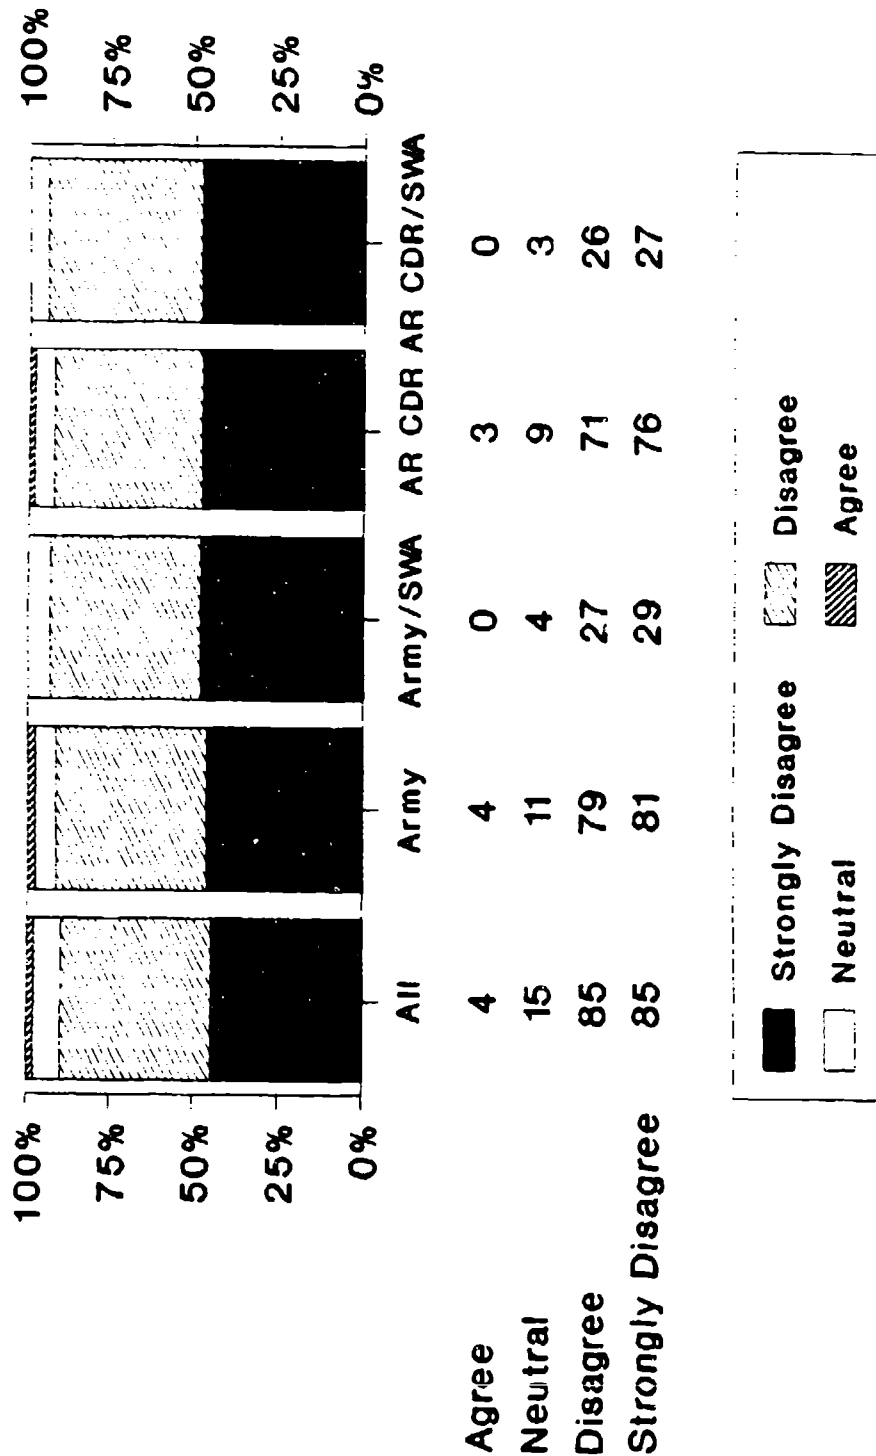 100% 100%
75% 75%
50% 50%
25% 25%
0% 0%
All Army Army/SWA AR CDR AR CDR/SWA
Agree 4 4 0 3 0
Neutral 15 11 4 9 3
Disagree 85 79 27 71 26
Strongly Disagree 85 81 29 76 27
Strongly Disagree Disagree
Neutral Agree